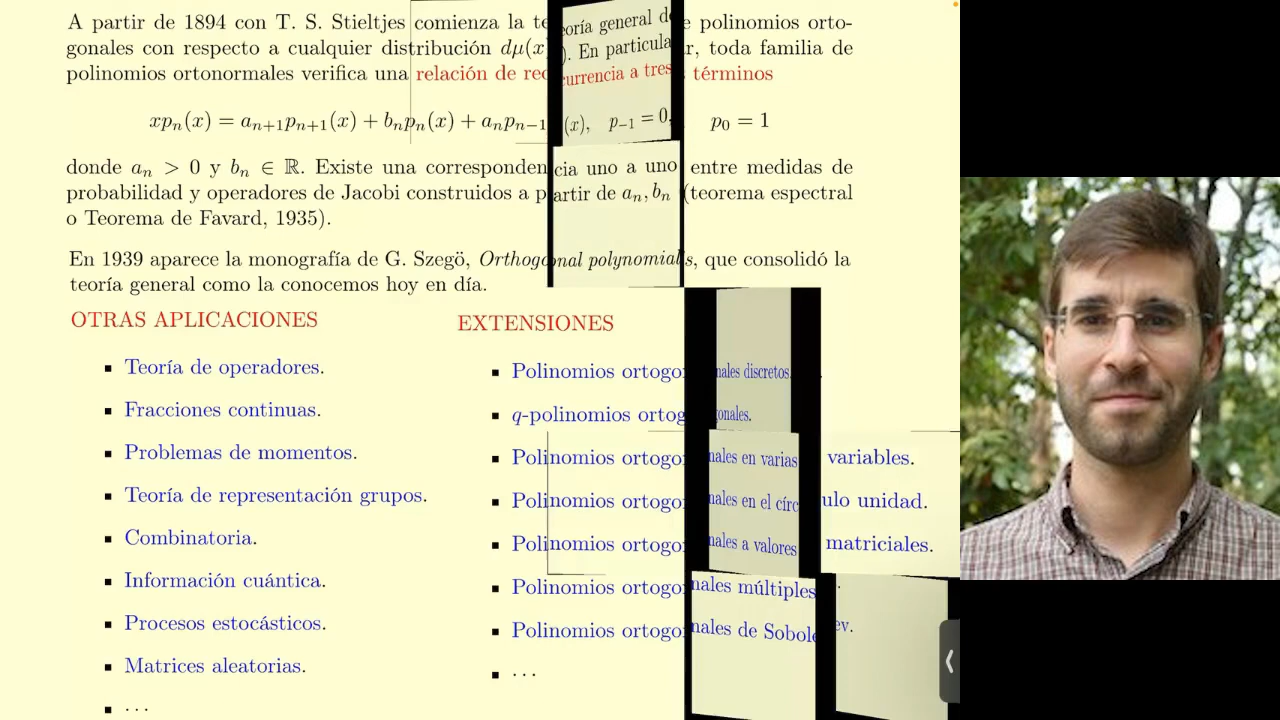 A partir de 1894 con T. S. Stieltjes comienza la teoría general de polinomios orto-
gonales con respecto a cualquier distribución dμ(x). En particular, toda familia de
polinomios ortonormales verifica una relación de recurrencia a tres términos
xpₙ(x) = aₙ₊₁pₙ₊₁(x) + bₙpₙ(x) + aₙpₙ₋₁(x), p₋₁ = 0, p₀ = 1
donde aₙ > 0 y bₙ ∈ ℝ. Existe una correspondencia uno a uno entre medidas de
probabilidad y operadores de Jacobi construidos a partir de aₙ, bₙ (teorema espectral
o Teorema de Favard, 1935).
En 1939 aparece la monografía de G. Szegö, Orthogonal polynomials, que consolidó la
teoría general como la conocemos hoy en día.
OTRAS APLICACIONES
▪ Teoría de operadores.
▪ Fracciones continuas.
▪ Problemas de momentos.
▪ Teoría de representación grupos.
▪ Combinatoria.
▪ Información cuántica.
▪ Procesos estocásticos.
▪ Matrices aleatorias.
▪ ...
EXTENSIONES
▪ Polinomios ortogonales discretos.
▪ q-polinomios ortogonales.
▪ Polinomios ortogonales en varias variables.
▪ Polinomios ortogonales en el círculo unidad.
▪ Polinomios ortogonales a valores matriciales.
▪ Polinomios ortogonales múltiples.
▪ Polinomios ortogonales de Sobolev.
▪ ...